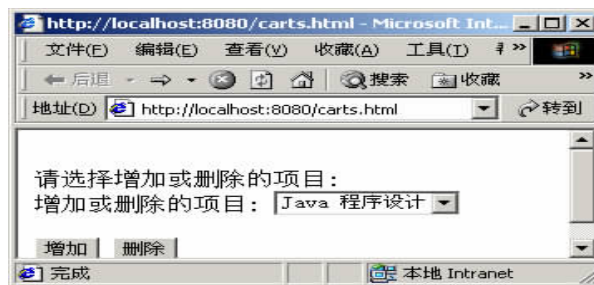 http://localhost:8080/carts.html - Microsoft Int...
文件(F) 编辑(E) 查看(V) 收藏(A) 工具(T) »
后退 搜索 收藏 »
地址(D) http://localhost:8080/carts.html 转到
请选择增加或删除的项目:
增加或删除的项目: Java 程序设计
增加 删除
完成 本地 Intranet